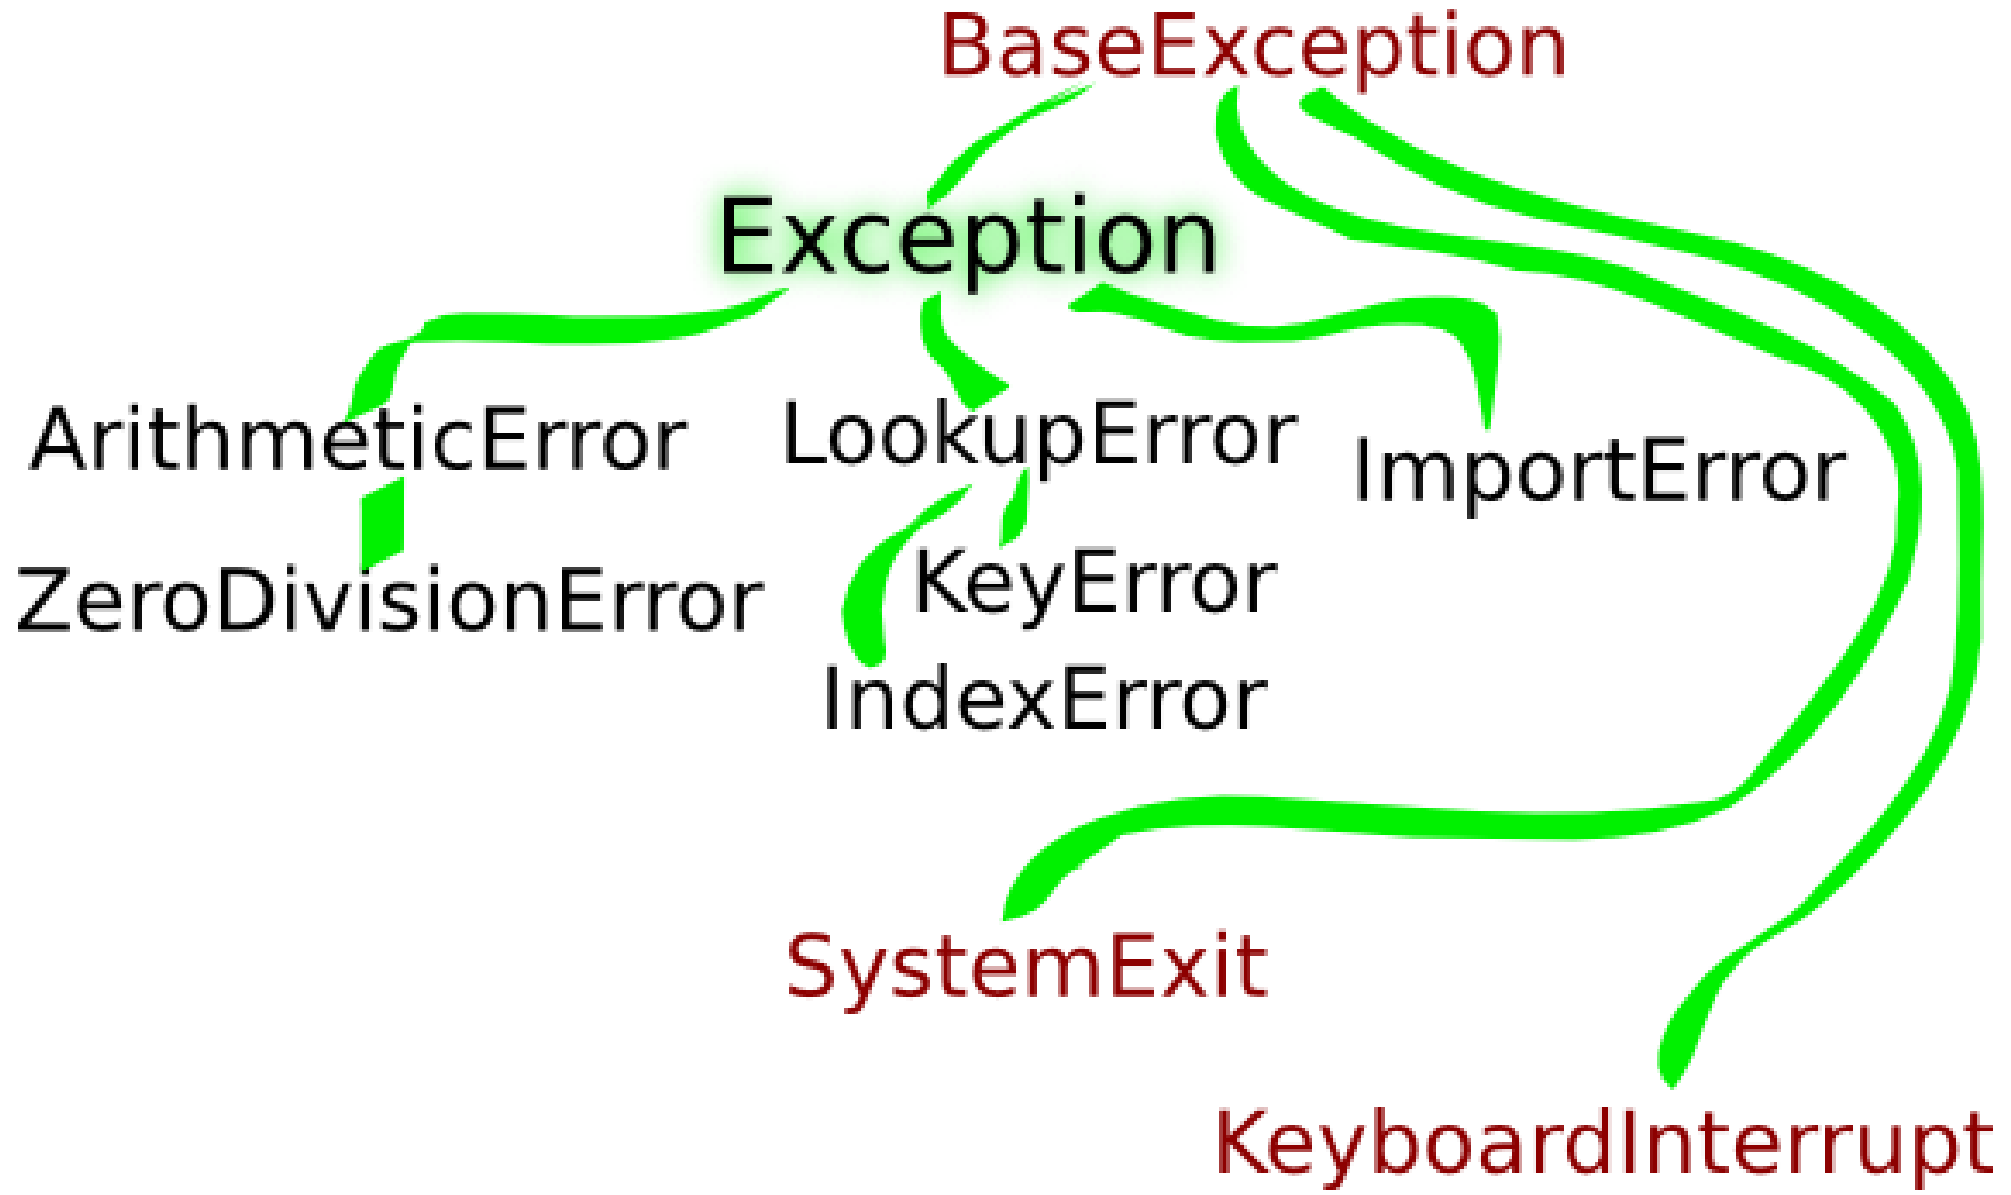 BaseException
Exception
ArithmeticError
LookupError
ImportError
ZeroDivisionError
KeyError
IndexError
SystemExit
KeyboardInterrupt